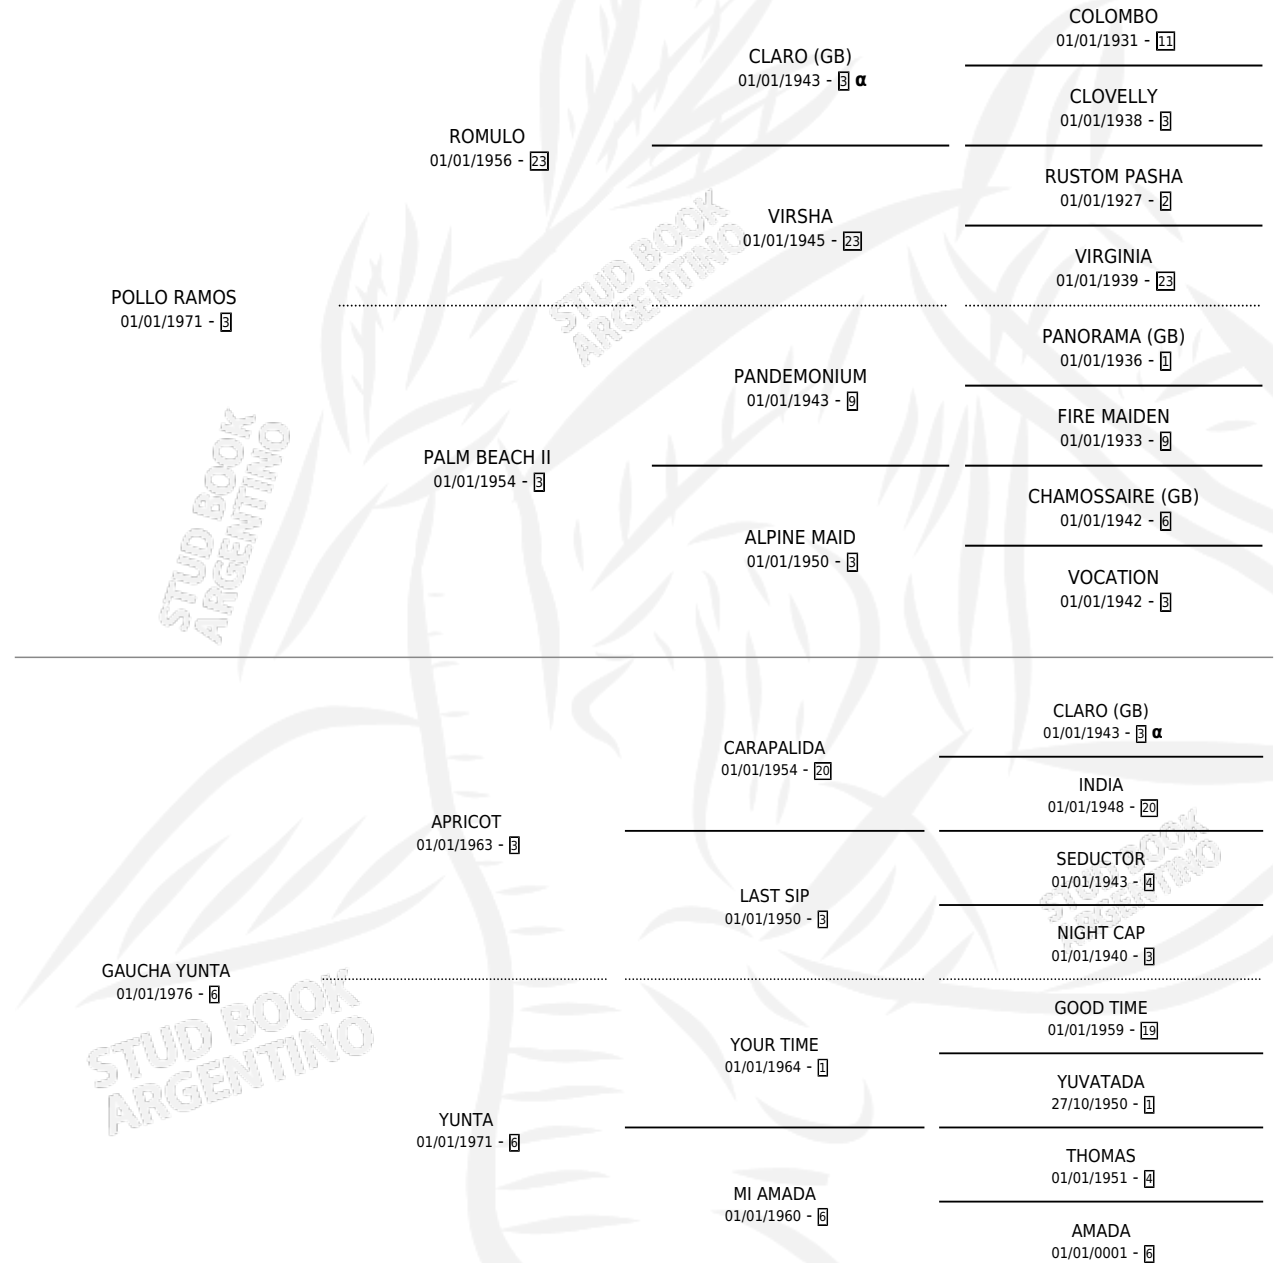 COLOMBO
01/01/1931 - 11
CLARO (GB)
01/01/1943 - 3 α
CLOVELLY
01/01/1938 - 3
ROMULO
01/01/1956 - 23
RUSTOM PASHA
01/01/1927 - 2
VIRSHA
01/01/1945 - 23
VIRGINIA
01/01/1939 - 23
POLLO RAMOS
01/01/1971 - 3
PANORAMA (GB)
01/01/1936 - 1
PANDEMONIUM
01/01/1943 - 9
FIRE MAIDEN
01/01/1933 - 9
PALM BEACH II
01/01/1954 - 3
CHAMOSSAIRE (GB)
01/01/1942 - 6
ALPINE MAID
01/01/1950 - 3
VOCATION
01/01/1942 - 3
CLARO (GB)
01/01/1943 - 3 α
CARAPALIDA
01/01/1954 - 20
INDIA
01/01/1948 - 20
APRICOT
01/01/1963 - 3
SEDUCTOR
01/01/1943 - 4
LAST SIP
01/01/1950 - 3
NIGHT CAP
01/01/1940 - 3
GAUCHA YUNTA
01/01/1976 - 6
GOOD TIME
01/01/1959 - 19
YOUR TIME
01/01/1964 - 1
YUVATADA
27/10/1950 - 1
YUNTA
01/01/1971 - 6
THOMAS
01/01/1951 - 4
MI AMADA
01/01/1960 - 6
AMADA
01/01/0001 - 6
STUD BOOK
ARGENTINO
STUD BOOK
ARGENTINO
STUD BOOK
ARGENTINO
STUD BOOK
ARGENTINO